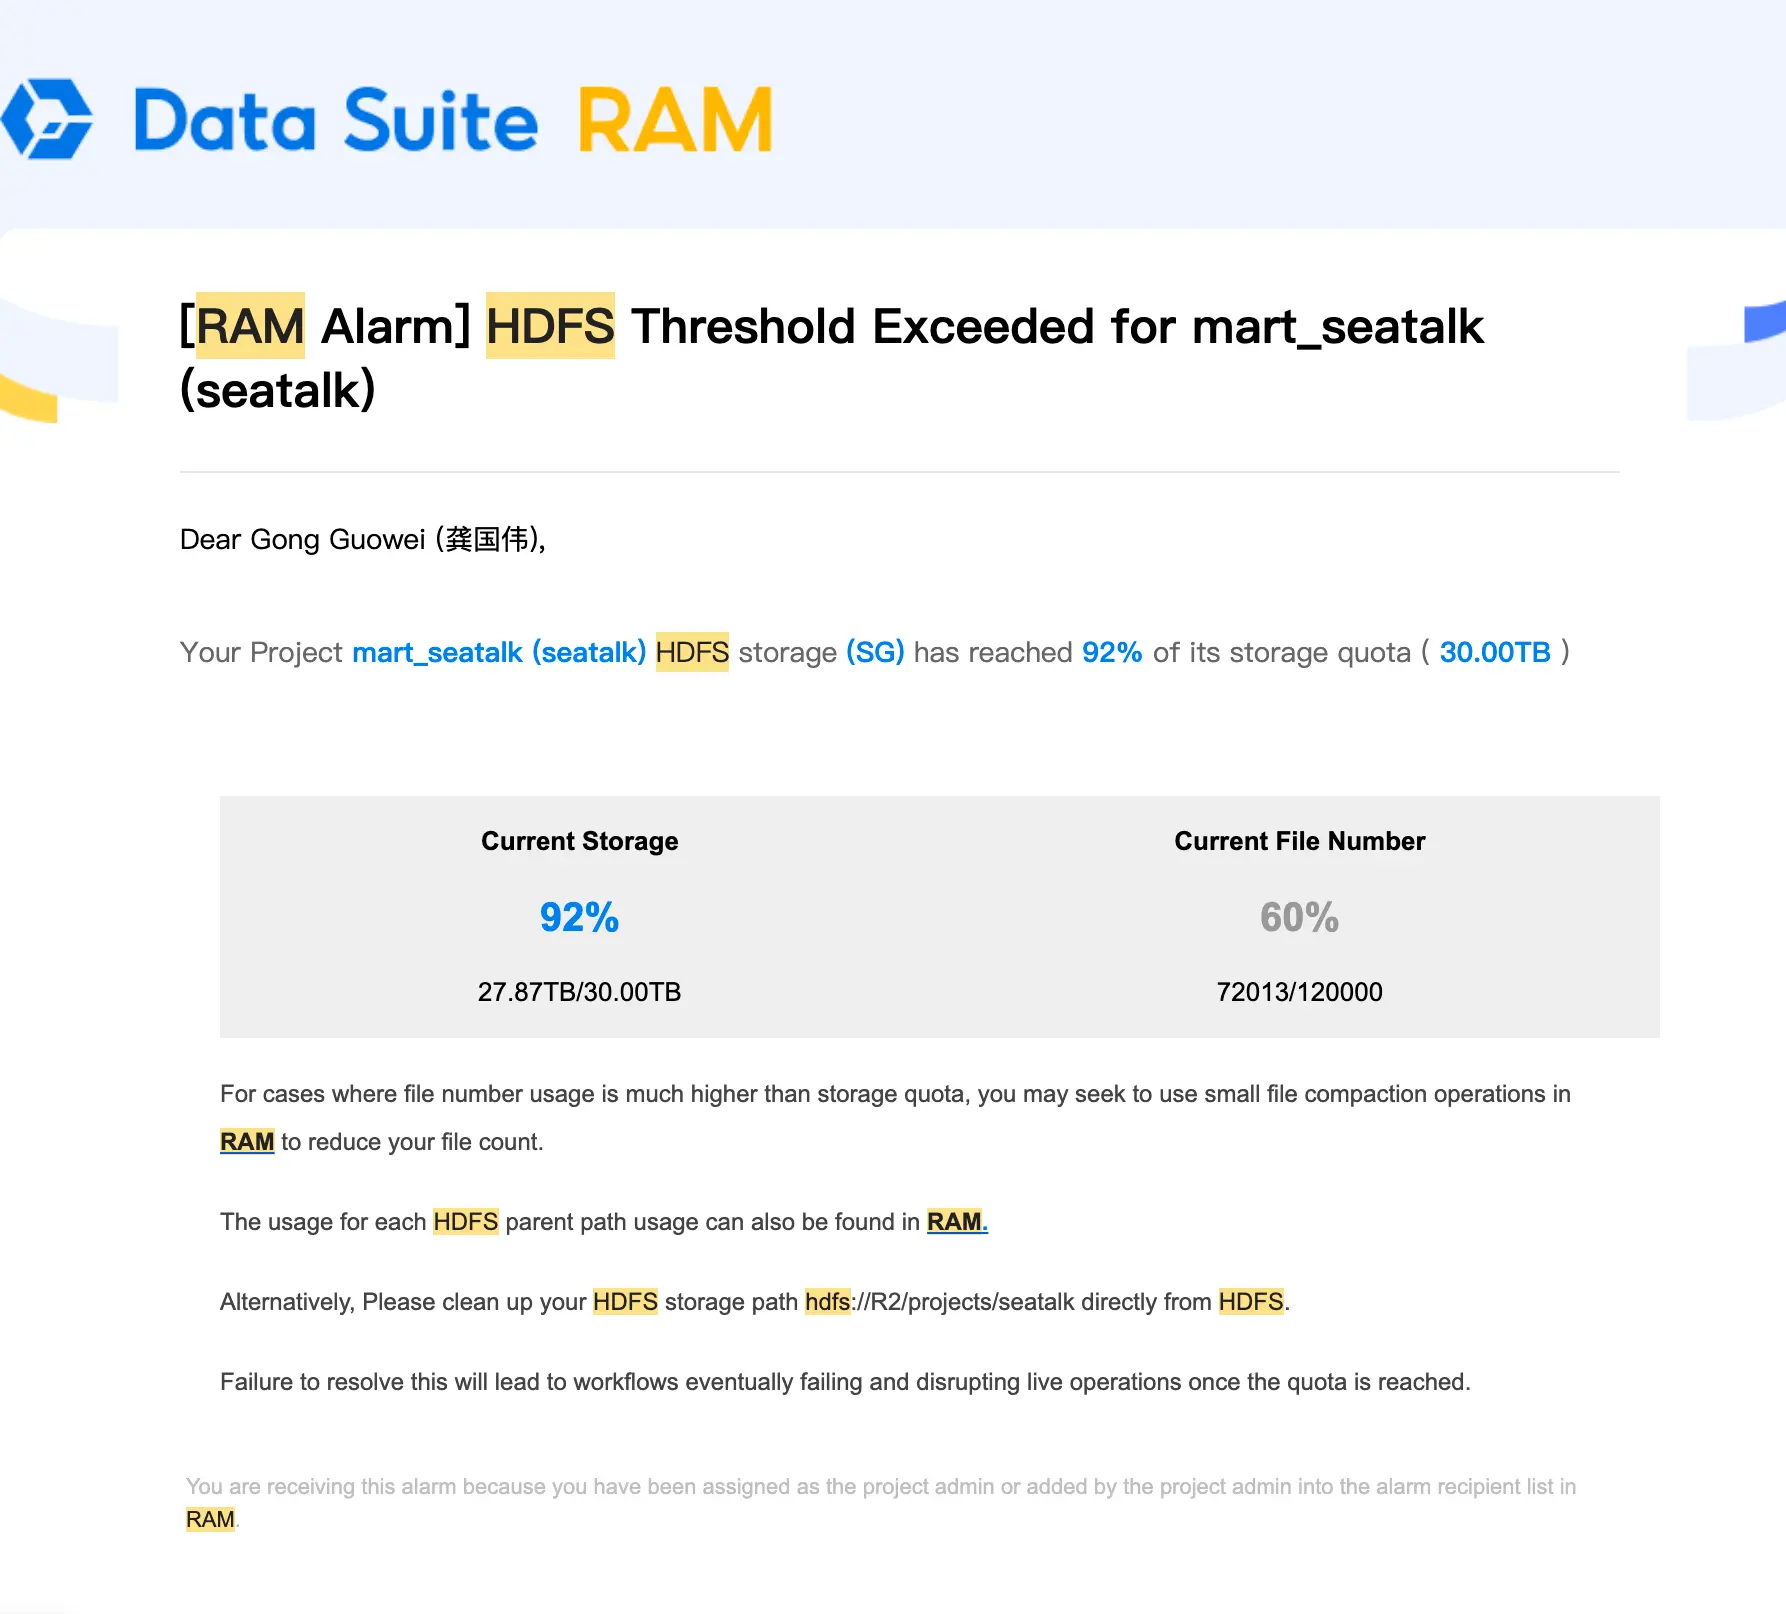 Data Suite RAM
[RAM Alarm] HDFS Threshold Exceeded for mart_seatalk
(seatalk)
Dear Gong Guowei (龚国伟),
Your Project mart_seatalk (seatalk) HDFS storage (SG) has reached 92% of its storage quota ( 30.00TB )
Current Storage
Current File Number
92%
60%
27.87TB/30.00TB
72013/120000
For cases where file number usage is much higher than storage quota, you may seek to use small file compaction operations in
RAM to reduce your file count.
The usage for each HDFS parent path usage can also be found in RAM.
Alternatively, Please clean up your HDFS storage path hdfs://R2/projects/seatalk directly from HDFS.
Failure to resolve this will lead to workflows eventually failing and disrupting live operations once the quota is reached.
You are receiving this alarm because you have been assigned as the project admin or added by the project admin into the alarm recipient list in
RAM.